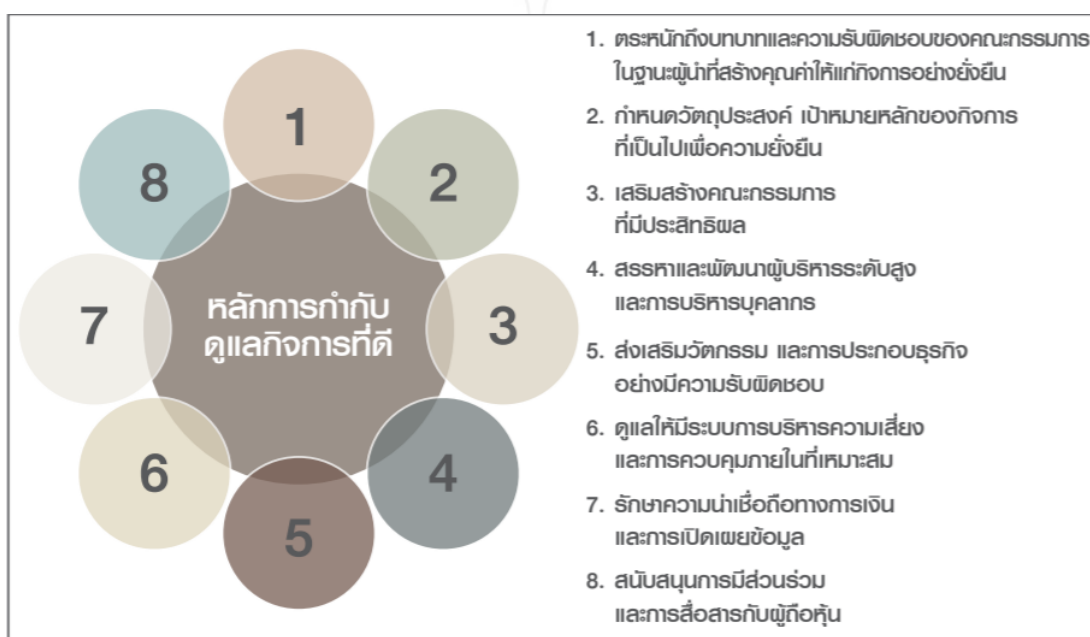 1
2
3
4
5
6
7
8
หลักการกำกับ
ดูแลกิจการที่ดี
1. ตระหนักถึงบทบาทและความรับผิดชอบของคณะกรรมการ
ในฐานะผู้นำที่สร้างคุณค่าให้แก่กิจการอย่างยั่งยืน
2. กำหนดวัตถุประสงค์ เป้าหมายหลักของกิจการ
ที่เป็นไปเพื่อความยั่งยืน
3. เสริมสร้างคณะกรรมการ
ที่มีประสิทธิผล
4. สรรหาและพัฒนาผู้บริหารระดับสูง
และการบริหารบุคลากร
5. ส่งเสริมวัตกรรม และการประกอบธุรกิจ
อย่างมีความรับผิดชอบ
6. ดูแลให้มีระบบการบริหารความเสี่ยง
และการควบคุมภายในที่เหมาะสม
7. รักษาความน่าเชื่อถือทางการเงิน
และการเปิดเผยข้อมูล
8. สนับสนุนการมีส่วนร่วม
และการสื่อสารกับผู้ถือหุ้น